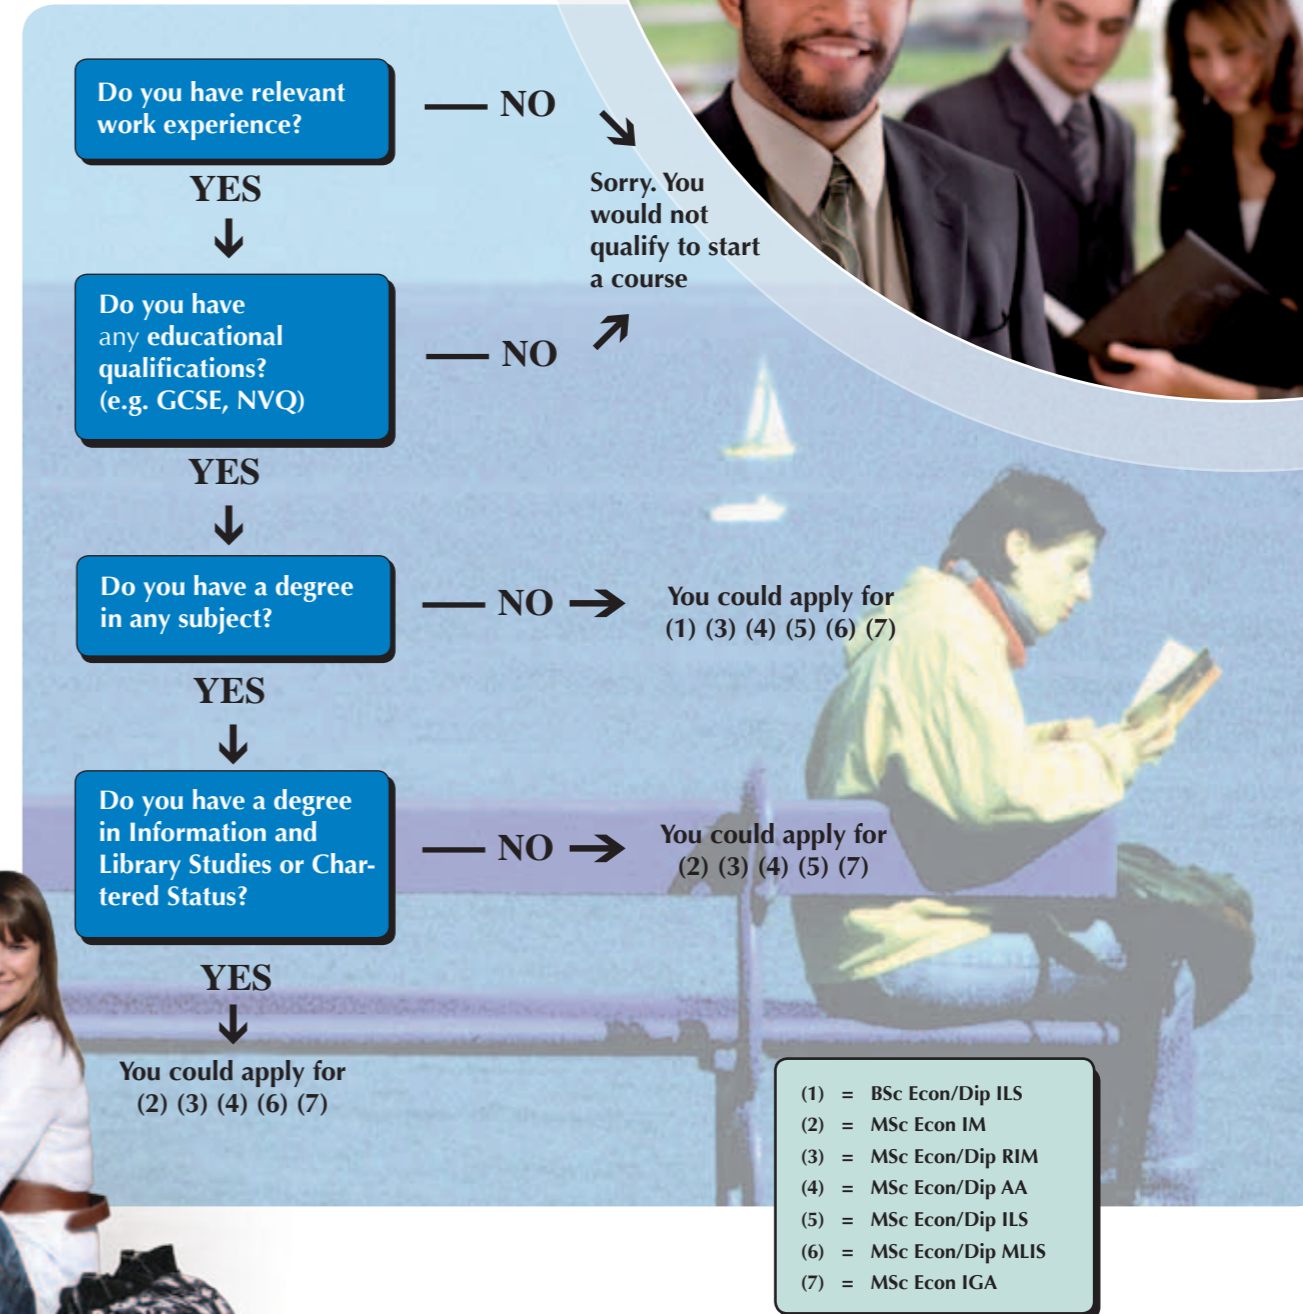 Do you have relevant
work experience?
— NO
Sorry. You
would not
qualify to start
a course
YES
Do you have
any educational
qualifications?
(e.g. GCSE, NVQ)
— NO
YES
Do you have a degree
in any subject?
— NO
You could apply for
(1) (3) (4) (5) (6) (7)
YES
Do you have a degree
in Information and
Library Studies or Char-
tered Status?
— NO
You could apply for
(2) (3) (4) (5) (7)
YES
You could apply for
(2) (3) (4) (6) (7)
(1) = BSc Econ/Dip ILS
(2) = MSc Econ IM
(3) = MSc Econ/Dip RIM
(4) = MSc Econ/Dip AA
(5) = MSc Econ/Dip ILS
(6) = MSc Econ/Dip MLIS
(7) = MSc Econ IGA